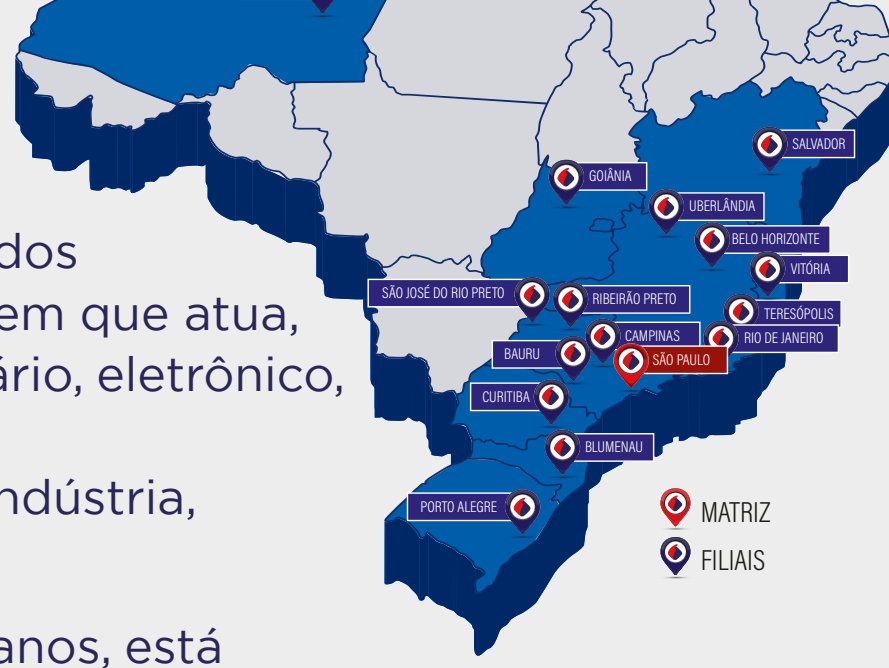 SALVADOR
GOIÂNIA
UBERLÂNDIA
BELO HORIZONTE
VITÓRIA
SÃO JOSÉ DO RIO PRETO
RIBEIRÃO PRETO
TERESÓPOLIS
CAMPINAS
RIO DE JANEIRO
BAURU
SÃO PAULO
CURITIBA
BLUMENAU
PORTO ALEGRE
MATRIZ
FILIAIS
dos
em que atua,
ário, eletrônico,
ndústria,
anos, está